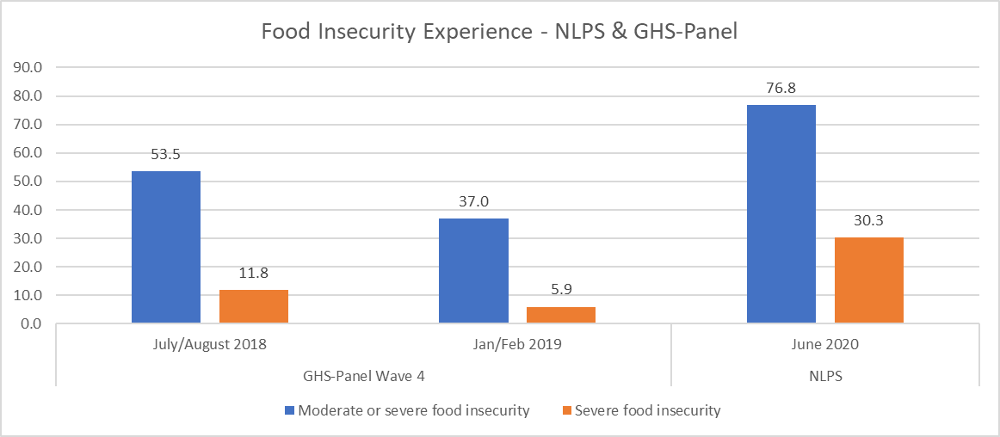 Food Insecurity Experience - NLPS & GHS-Panel
90.0
80.0
70.0
60.0
50.0
40.0
30.0
20.0
10.0
0.0
53.5
11.8
37.0
5.9
76.8
30.3
July/August 2018
Jan/Feb 2019
June 2020
GHS-Panel Wave 4
NLPS
Moderate or severe food insecurity
Severe food insecurity